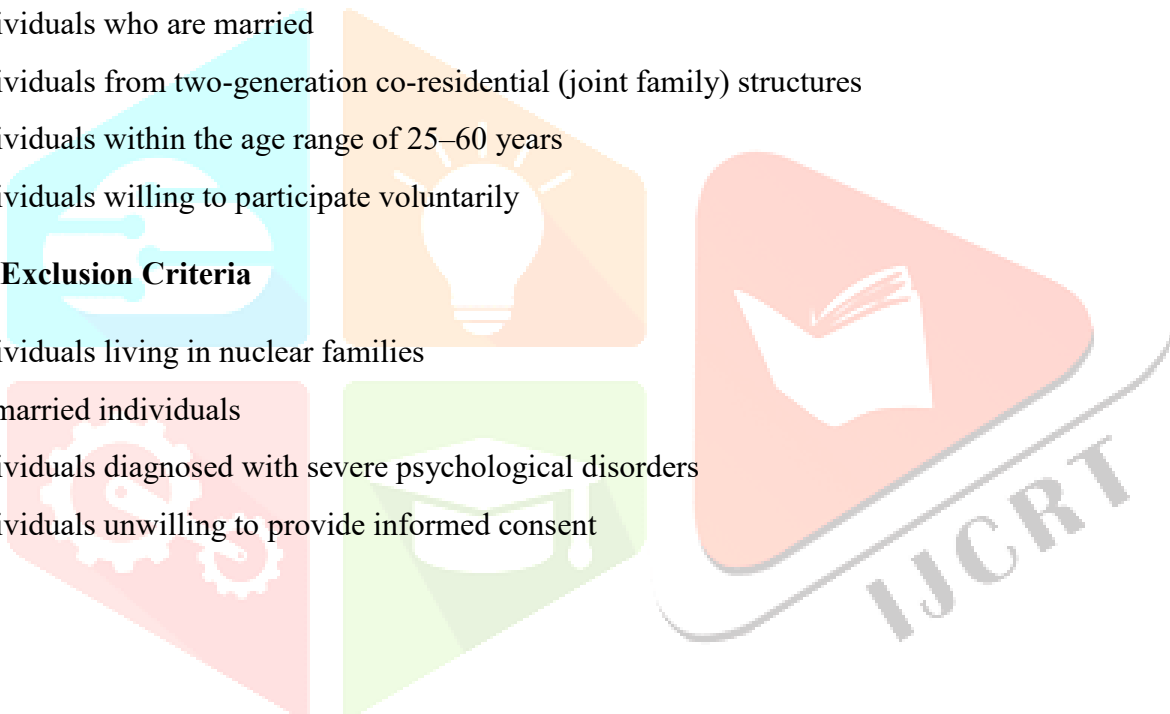 ividuals who are married
ividuals from two-generation co-residential (joint family) structures
ividuals within the age range of 25–60 years
ividuals willing to participate voluntarily
Exclusion Criteria
ividuals living in nuclear families
married individuals
ividuals diagnosed with severe psychological disorders
ividuals unwilling to provide informed consent
IJCRT